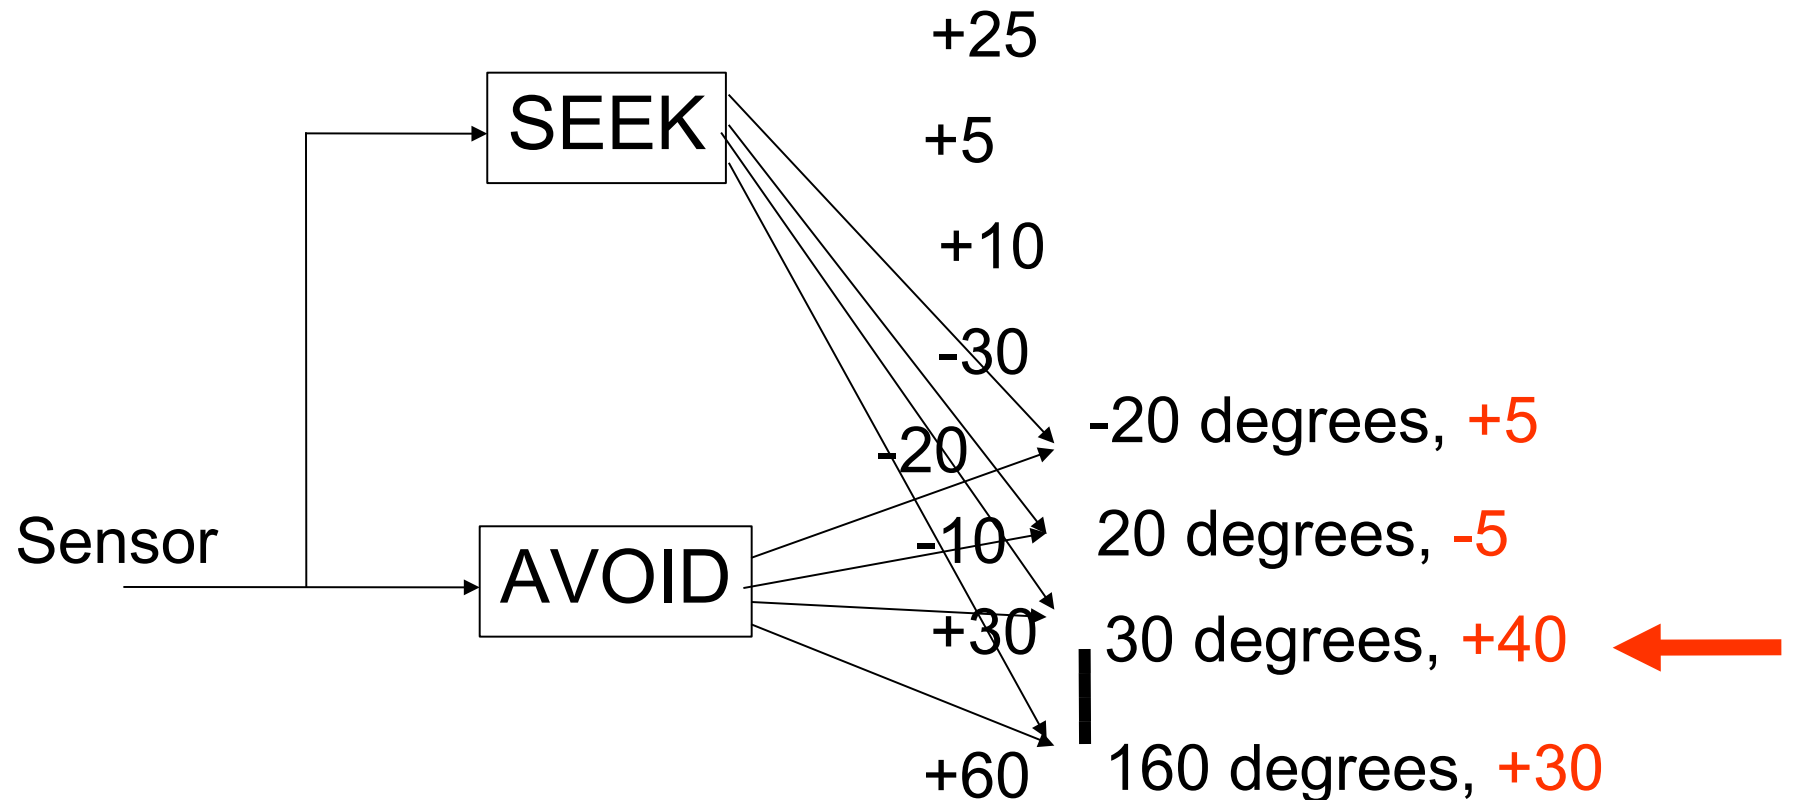 +25
SEEK
+5
+10
-30
-20 degrees, +5
-20
20 degrees, -5
Sensor
-10
AVOID
+30
30 degrees, +40
+60
160 degrees, +30